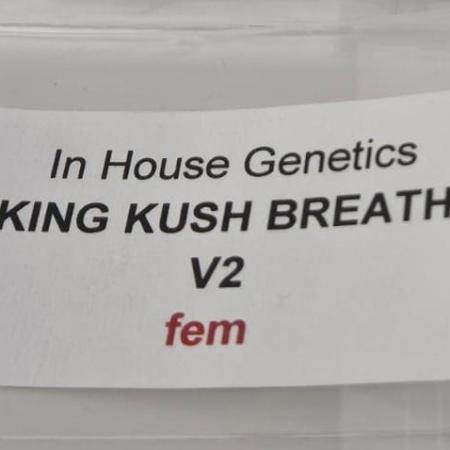 In House Genetics
KING KUSH BREATH
V2
fem